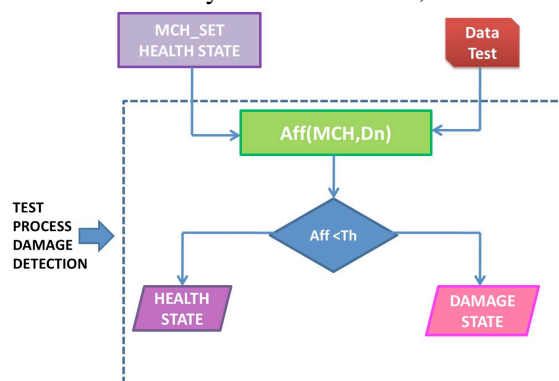 MCH_SET
HEALTH STATE
Data
Test
Aff(MCH,Dn)
TEST
PROCESS
DAMAGE
DETECTION
Aff <Th
HEALTH
STATE
DAMAGE
STATE